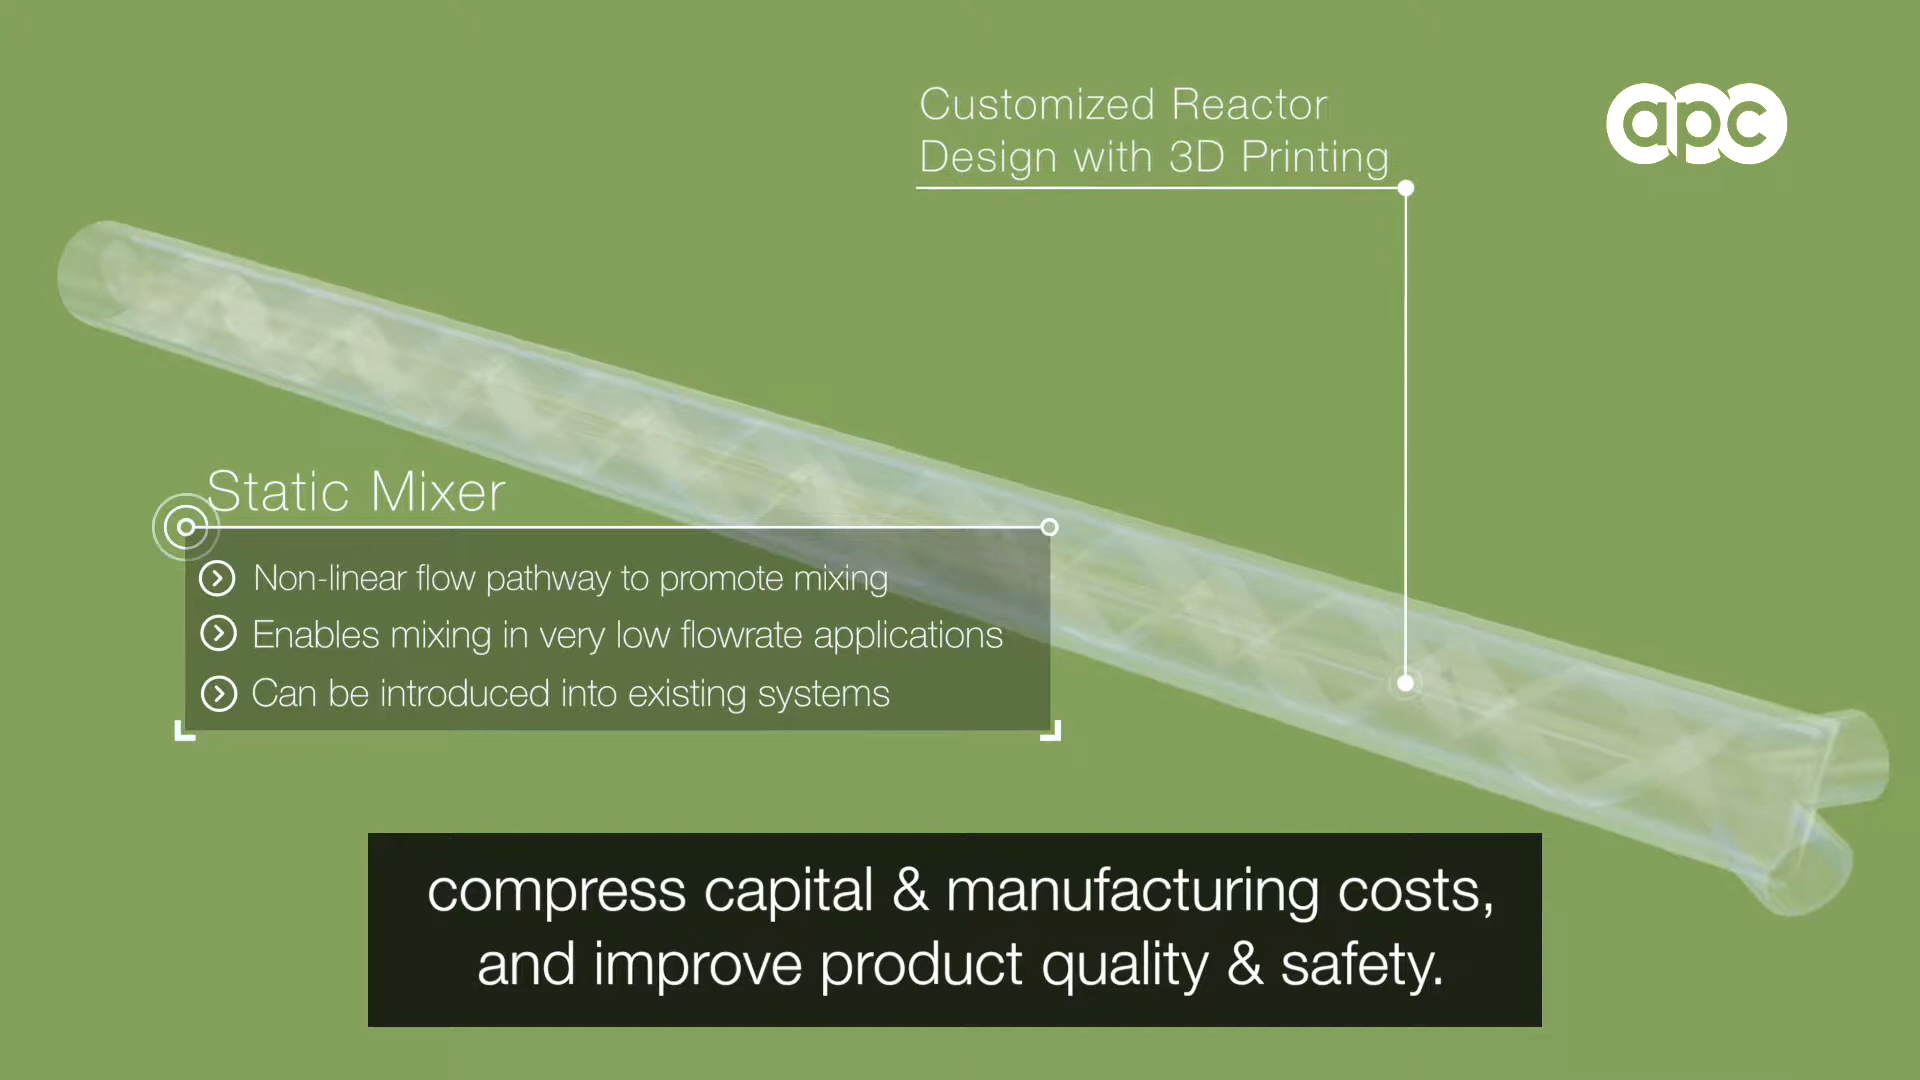 Customized Reactor
Design with 3D Printing
apc
Static Mixer
Non-linear flow pathway to promote mixing
Enables mixing in very low flowrate applications
Can be introduced into existing systems
compress capital & manufacturing costs,
and improve product quality & safety.